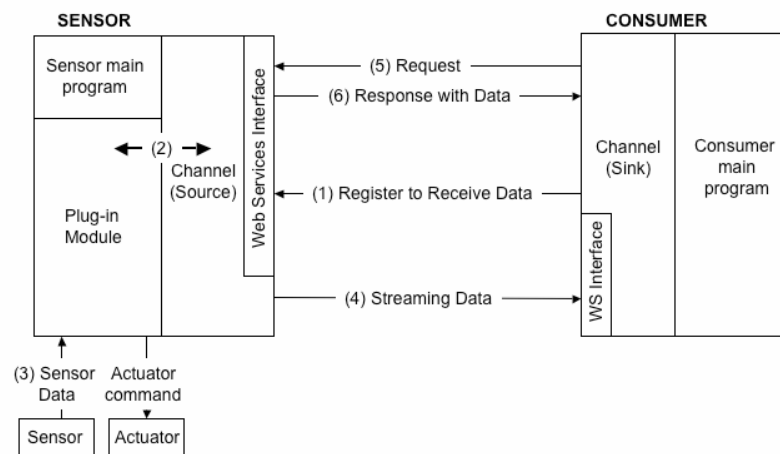 SENSOR
CONSUMER
Sensor main
program
(5) Request
(6) Response with Data
(2)
Channel
(Source)
Web Services Interface
Channel
(Sink)
Consumer
main
program
(1) Register to Receive Data
Plug-in
Module
WS Interface
(4) Streaming Data
(3) Sensor
Data
Actuator
command
Sensor
Actuator